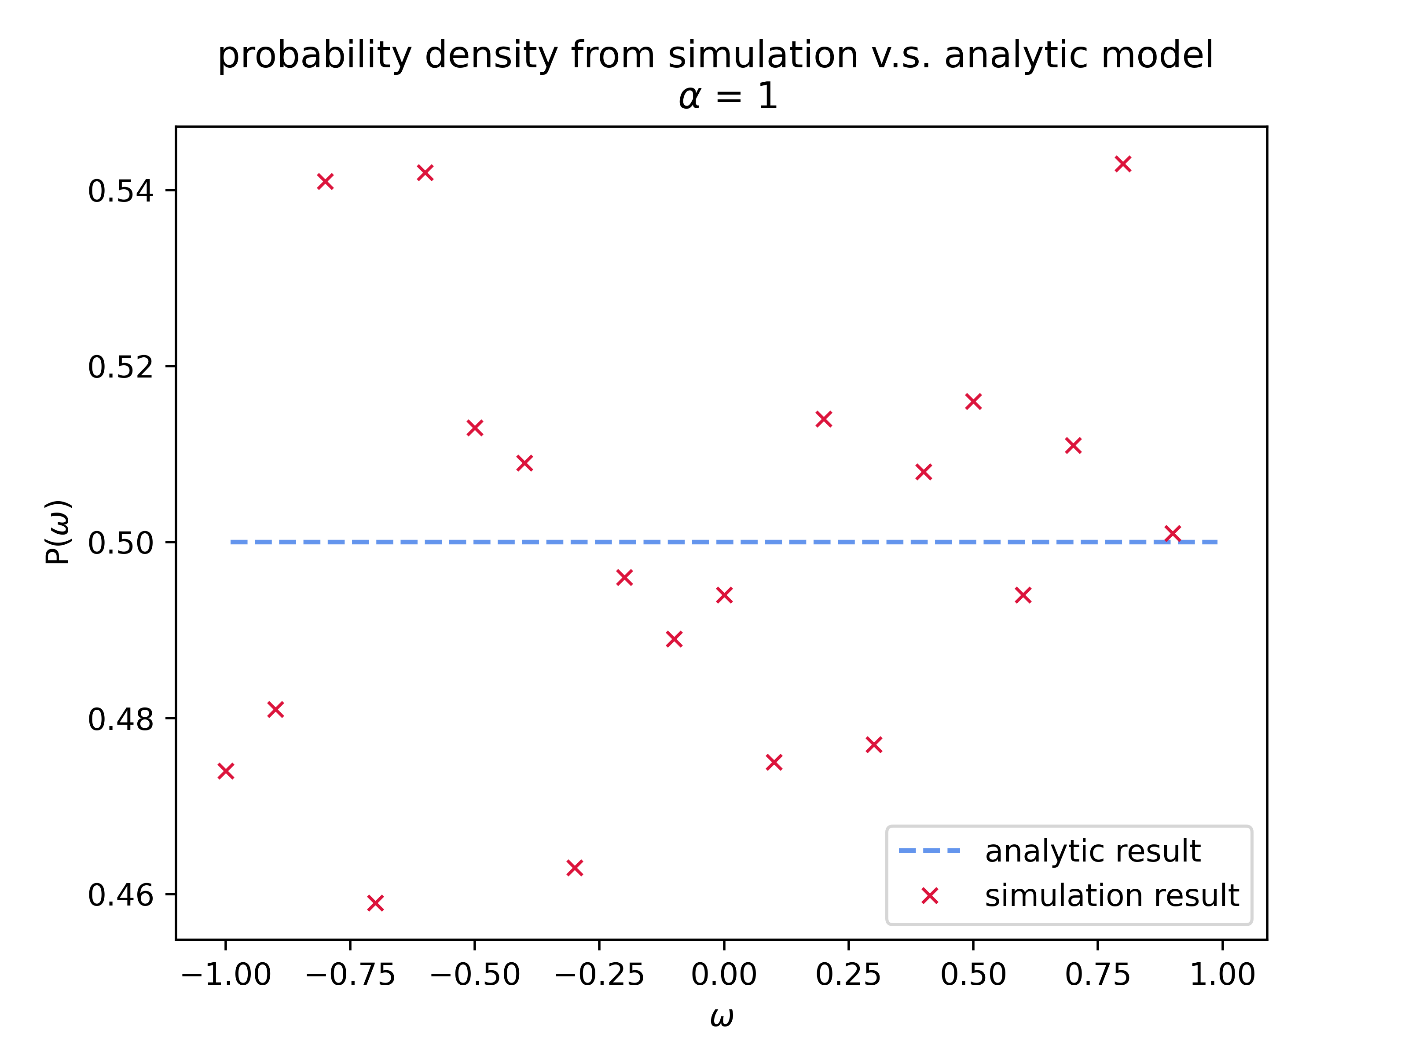 probability density from simulation v.s. analytic model
α = 1
0.54
0.52
0.50
0.48
0.46
P(ω)
−1.00 −0.75 −0.50 −0.25 0.00 0.25 0.50 0.75 1.00
ω
analytic result
simulation result